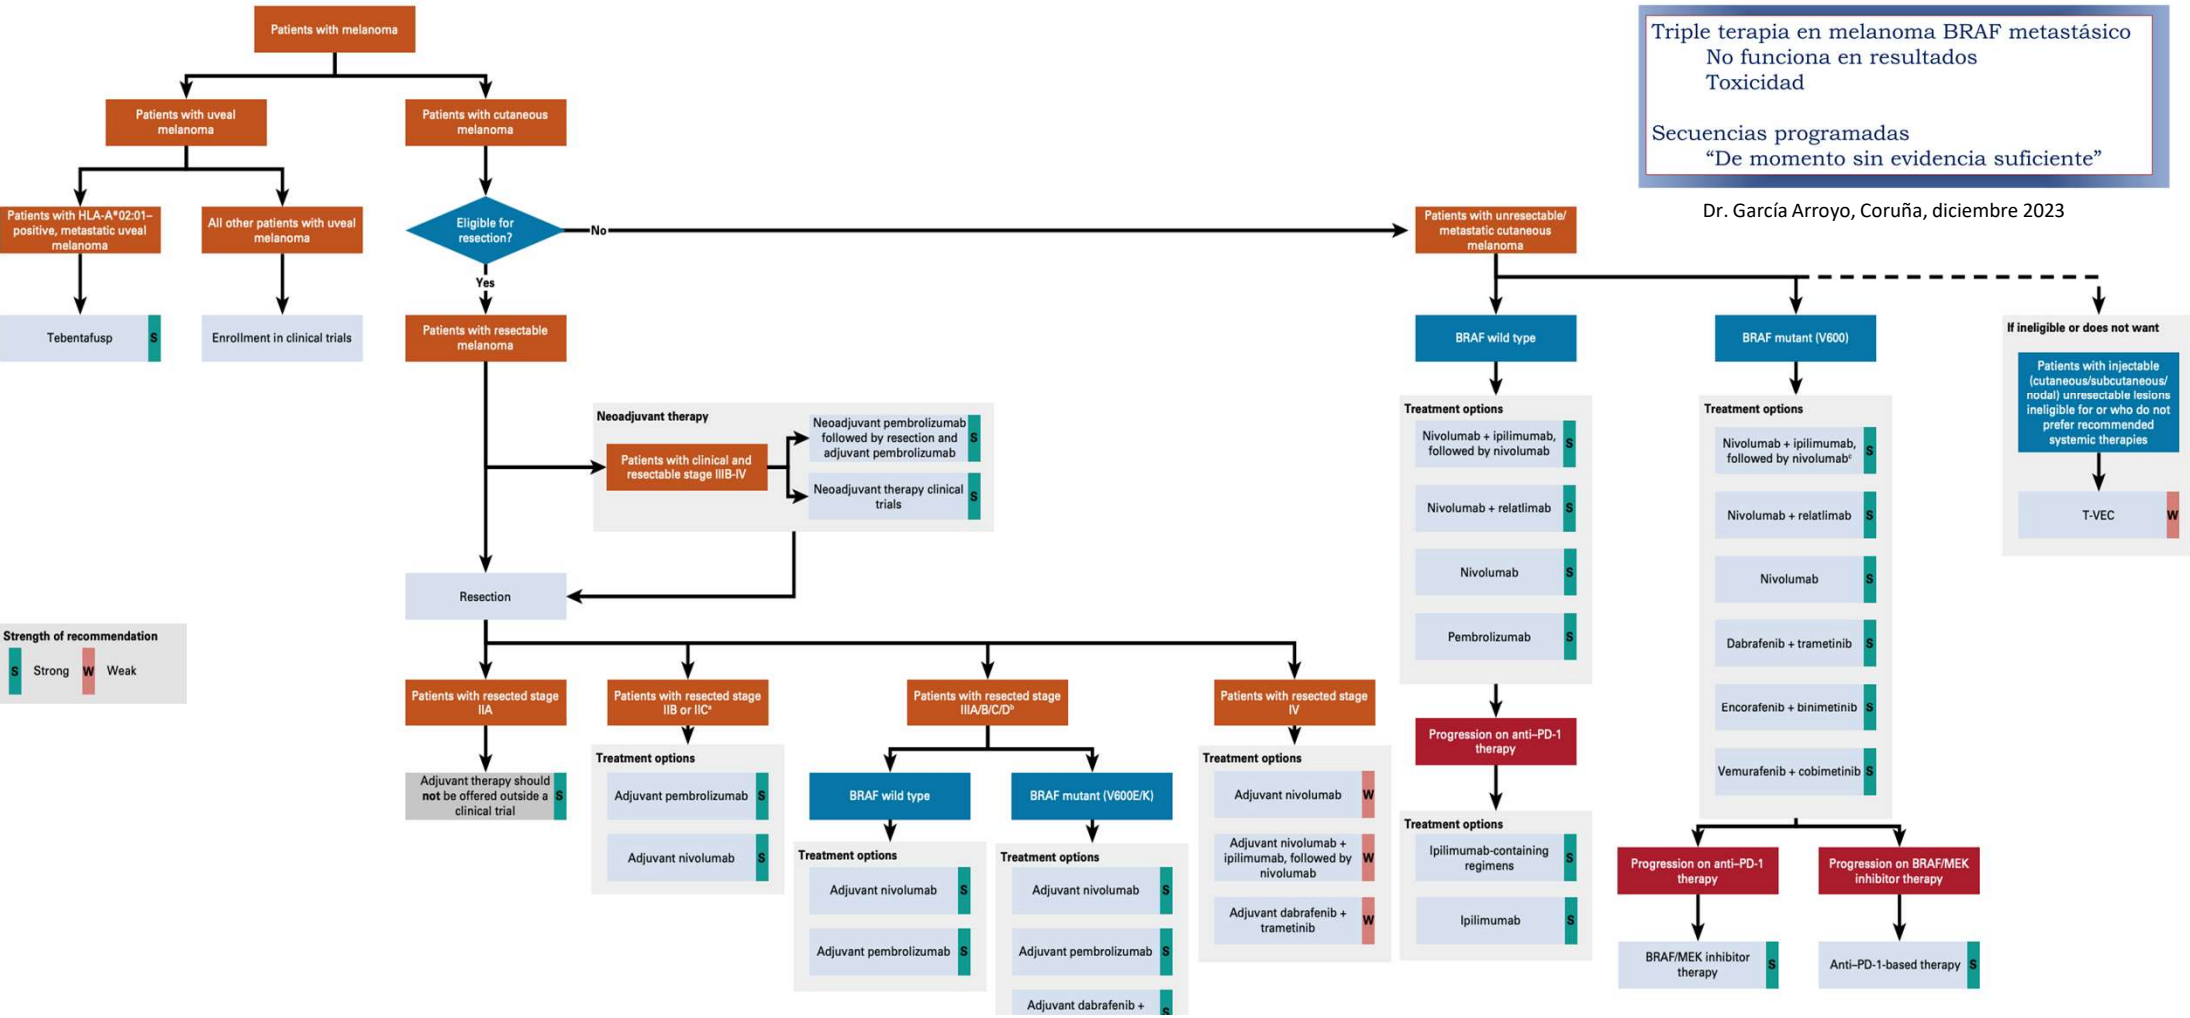 Patients with melanoma
Triple terapia en melanoma BRAF metastásico
No funciona en resultados
Toxicidad
Secuencias programadas
“De momento sin evidencia suficiente”
Dr. García Arroyo, Coruña, diciembre 2023
Patients with uveal
melanoma
Patients with cutaneous
melanoma
Patients with HLA-A*02:01–
positive, metastatic uveal
melanoma
All other patients with uveal
melanoma
Eligible for
resection?
No
Yes
Patients with unresectable/
metastatic cutaneous
melanoma
Tebentafusp
S
Enrollment in clinical trials
Patients with resectable
melanoma
Neoadjuvant therapy
Patients with clinical and
resectable stage IIIB-IV
Neoadjuvant pembrolizumab
followed by resection and
adjuvant pembrolizumab
S
Neoadjuvant therapy clinical
trials
S
Resection
Strength of recommendation
S Strong W Weak
Patients with resected stage
IIA
Adjuvant therapy should
not be offered outside a
clinical trial
S
Patients with resected stage
IIB or IICᵃ
Treatment options
Adjuvant pembrolizumab
S
Adjuvant nivolumab
S
Patients with resected stage
IIIA/B/C/Dᵇ
BRAF wild type
Treatment options
Adjuvant nivolumab
S
Adjuvant pembrolizumab
S
BRAF mutant (V600E/K)
Treatment options
Adjuvant nivolumab
S
Adjuvant pembrolizumab
S
Adjuvant dabrafenib +
S
Patients with resected stage
IV
Treatment options
Adjuvant nivolumab
W
Adjuvant nivolumab +
ipilimumab, followed by
nivolumab
W
Adjuvant dabrafenib +
trametinib
W
BRAF wild type
Treatment options
Nivolumab + ipilimumab,
followed by nivolumab
S
Nivolumab + relatlimab
S
Nivolumab
S
Pembrolizumab
S
Progression on anti–PD-1
therapy
Treatment options
Ipilimumab-containing
regimens
S
Ipilimumab
S
BRAF mutant (V600)
Treatment options
Nivolumab + ipilimumab,
followed by nivolumabᶜ
S
Nivolumab + relatlimab
S
Nivolumab
S
Dabrafenib + trametinib
S
Encorafenib + binimetinib
S
Vemurafenib + cobimetinib
S
Progression on anti–PD-1
therapy
BRAF/MEK inhibitor
therapy
S
Progression on BRAF/MEK
inhibitor therapy
Anti–PD-1-based therapy
S
If ineligible or does not want
Patients with injectable
(cutaneous/subcutaneous/
nodal) unresectable lesions
ineligible for or who do not
prefer recommended
systemic therapies
T-VEC
W